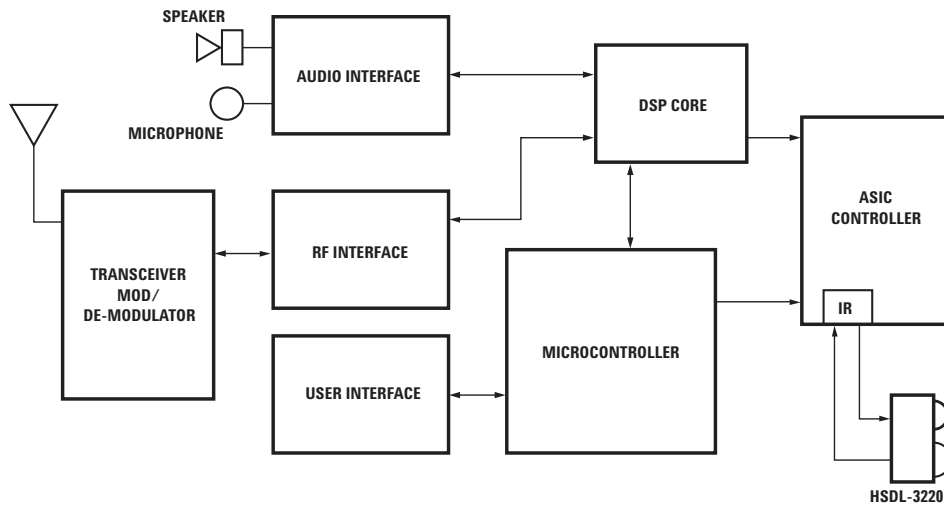 SPEAKER
AUDIO INTERFACE
MICROPHONE
DSP CORE
ASIC
CONTROLLER
TRANSCEIVER
MOD/
DE-MODULATOR
RF INTERFACE
IR
MICROCONTROLLER
USER INTERFACE
HSDL-3220